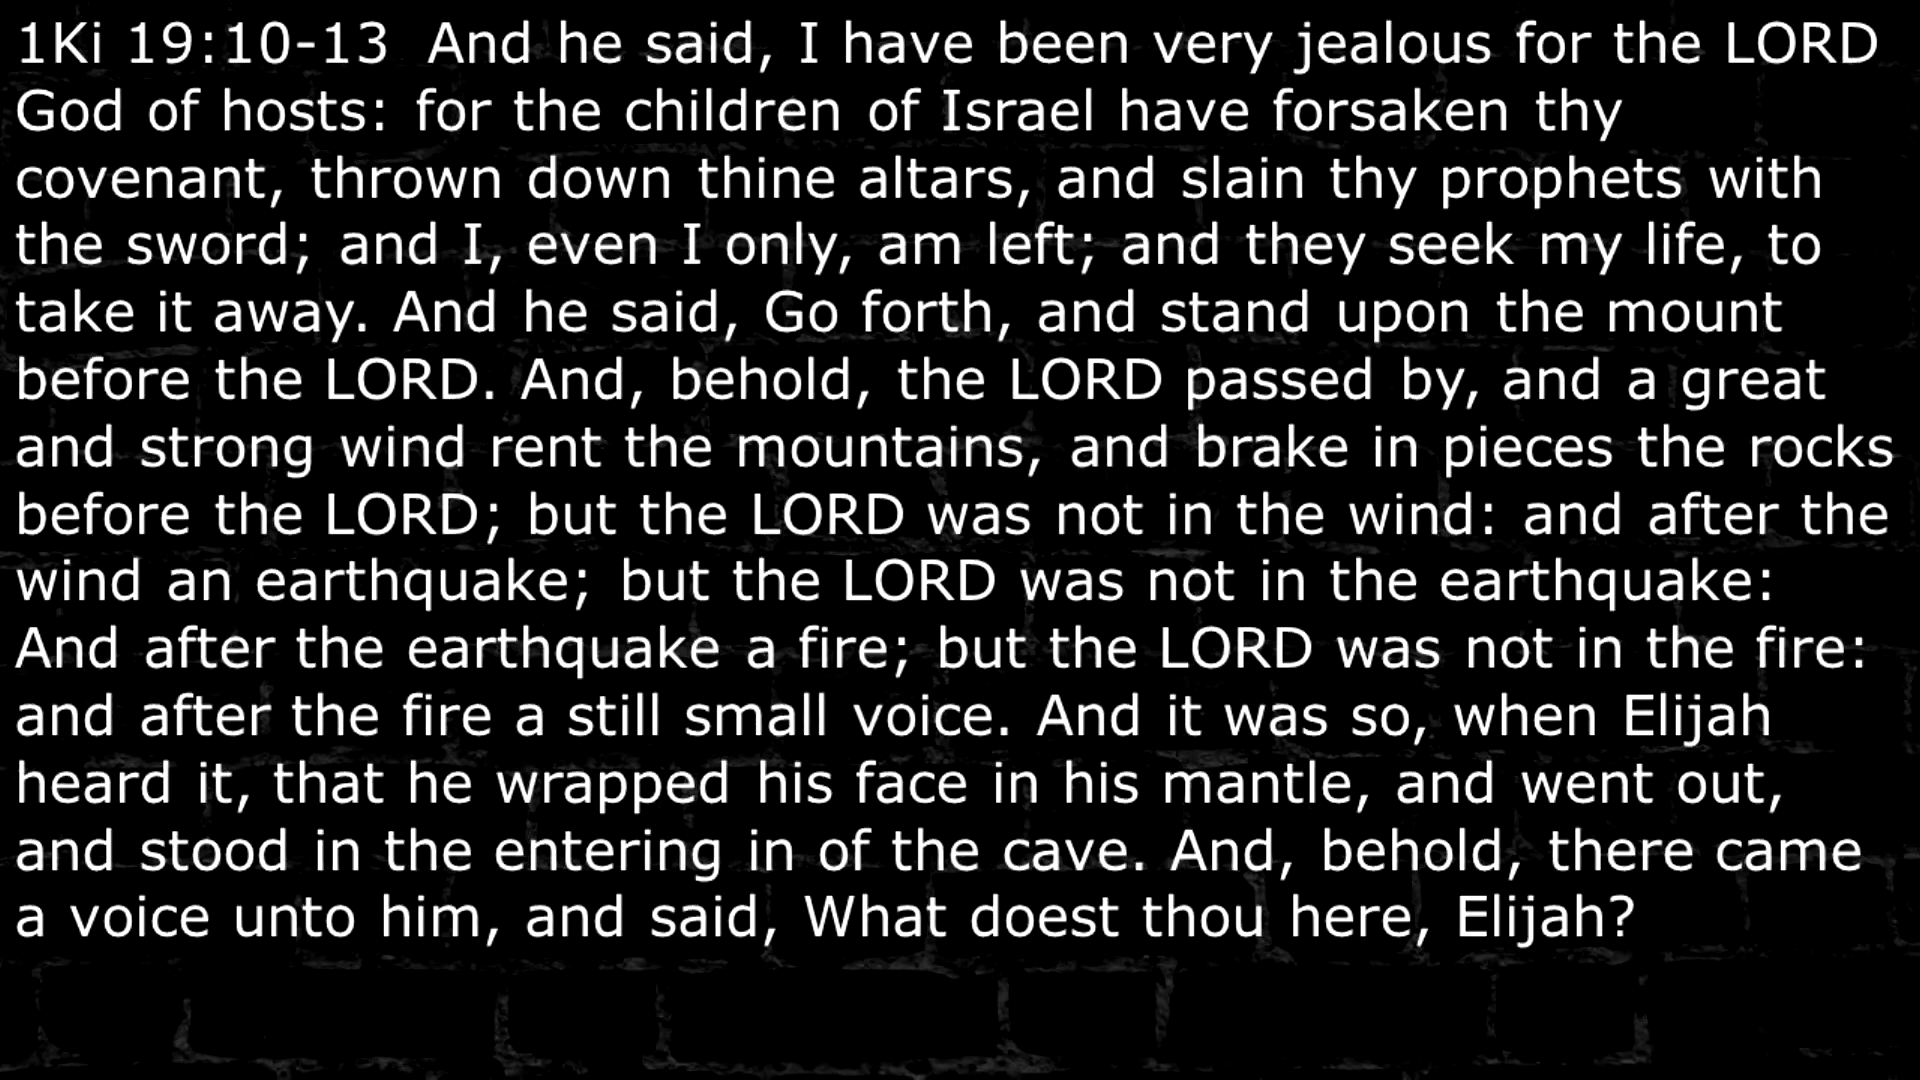 1Ki 19:10-13  And he said, I have been very jealous for the LORD
God of hosts: for the children of Israel have forsaken thy
covenant, thrown down thine altars, and slain thy prophets with
the sword; and I, even I only, am left; and they seek my life, to
take it away. And he said, Go forth, and stand upon the mount
before the LORD. And, behold, the LORD passed by, and a great
and strong wind rent the mountains, and brake in pieces the rocks
before the LORD; but the LORD was not in the wind: and after the
wind an earthquake; but the LORD was not in the earthquake:
And after the earthquake a fire; but the LORD was not in the fire:
and after the fire a still small voice. And it was so, when Elijah
heard it, that he wrapped his face in his mantle, and went out,
and stood in the entering in of the cave. And, behold, there came
a voice unto him, and said, What doest thou here, Elijah?